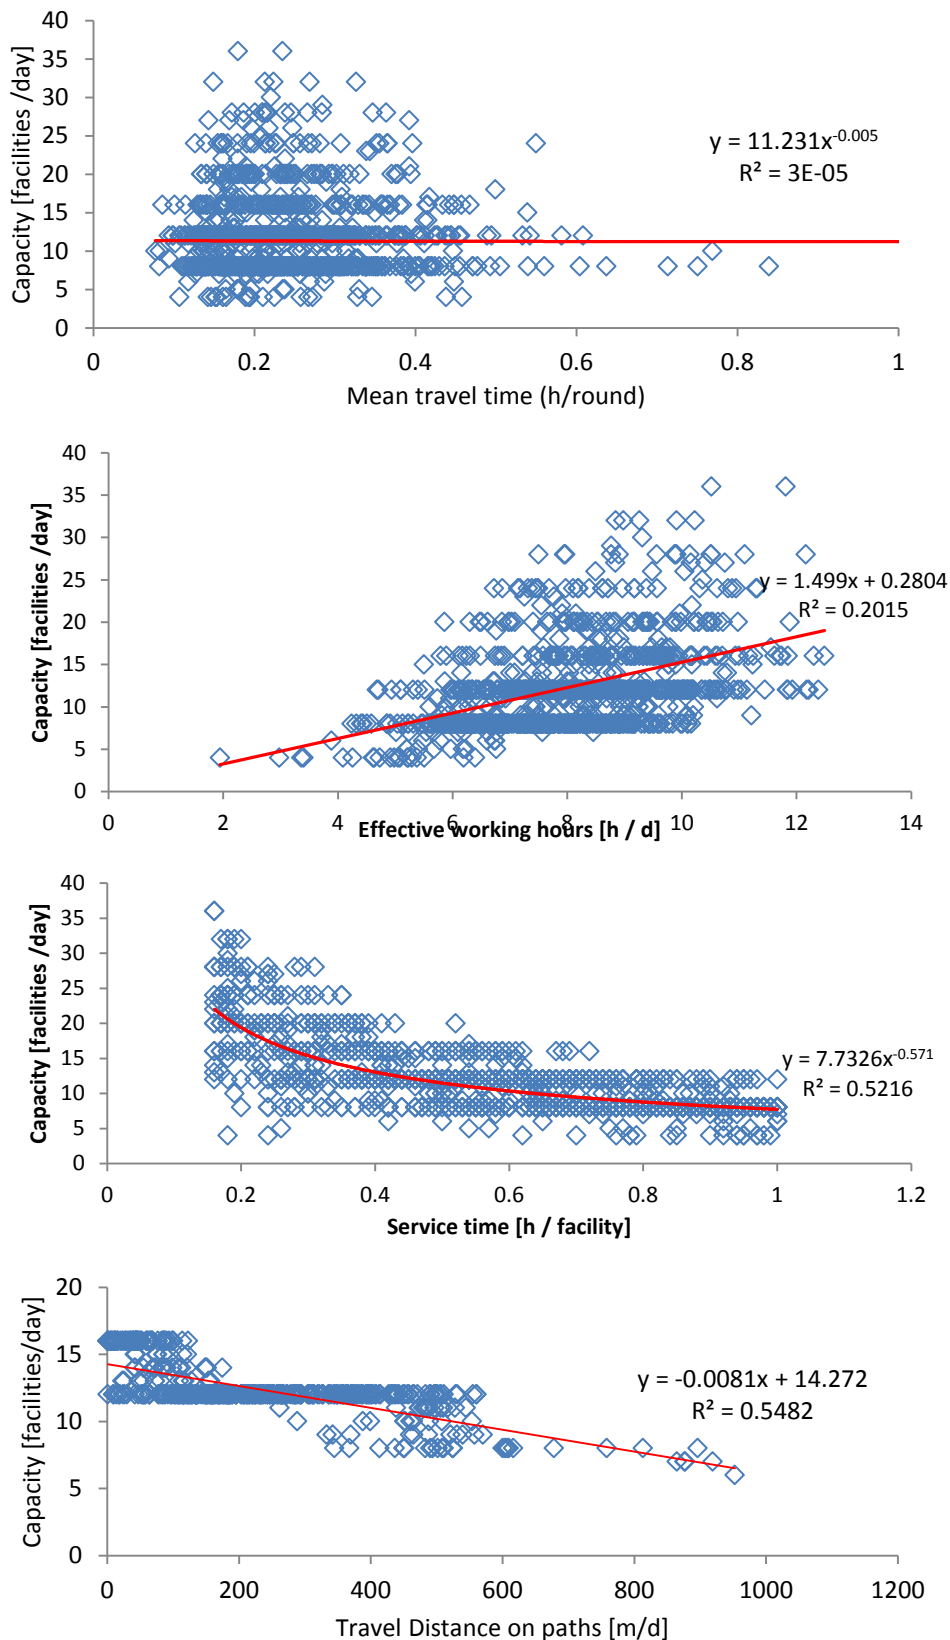 Capacity [facilities /day]
40
35
30
25
20
15
10
5
0
y = 11.231x^-0.005
R² = 3E-05
0 0.2 0.4 0.6 0.8 1
Mean travel time (h/round)
Capacity [facilities /day]
40
35
30
25
20
15
10
5
0
y = 1.499x + 0.2804
R² = 0.2015
0 2 4 6 8 10 12 14
Effective working hours [h / d]
Capacity [facilities /day]
40
35
30
25
20
15
10
5
0
y = 7.7326x^-0.571
R² = 0.5216
0 0.2 0.4 0.6 0.8 1 1.2
Service time [h / facility]
Capacity [facilities/day]
20
15
10
5
0
y = -0.0081x + 14.272
R² = 0.5482
0 200 400 600 800 1000 1200
Travel Distance on paths [m/d]